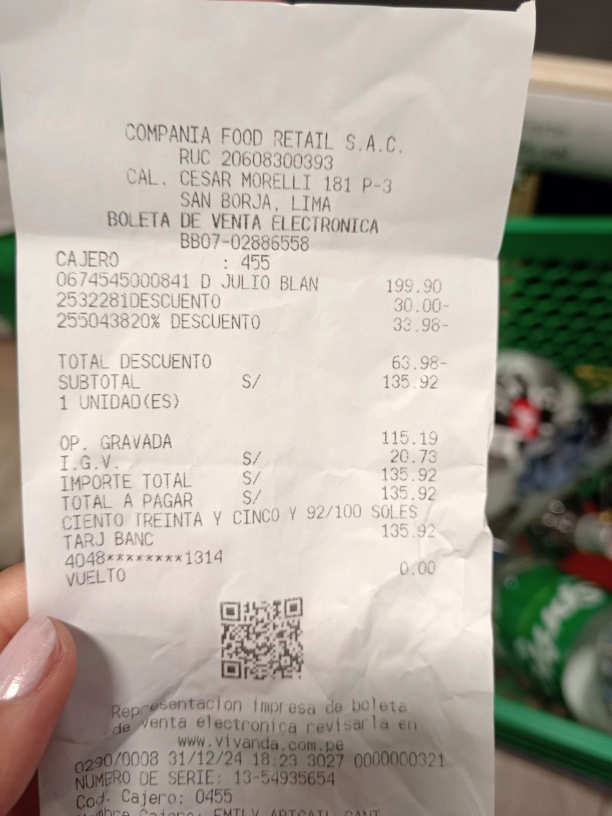 COMPANIA FOOD RETAIL S.A.C.
RUC 20608300393
CAL. CESAR MORELLI 181 P-3
SAN BORJA, LIMA
BOLETA DE VENTA ELECTRONICA
BB07-02886558
CAJERO : 455
0674545000841 D JULIO BLAN 199.90
2532281DESCUENTO 30.00-
255043820% DESCUENTO 33.98-
TOTAL DESCUENTO 63.98-
SUBTOTAL S/ 135.92
1 UNIDAD(ES)
OP. GRAVADA 115.19
I.G.V. S/ 20.73
IMPORTE TOTAL S/ 135.92
TOTAL A PAGAR S/ 135.92
CIENTO TREINTA Y CINCO Y 92/100 SOLES
TARJ BANC 135.92
4048********1314
VUELTO 0.00
Representacion impresa de boleta
de venta electronica revisarla en
www.vivanda.com.pe
0290/0008 31/12/24 18:23 3027 0000000321
NUMERO DE SERIE: 13-54935654
Cod. Cajero: 0455
Cajero: EMILY ABIGAIL